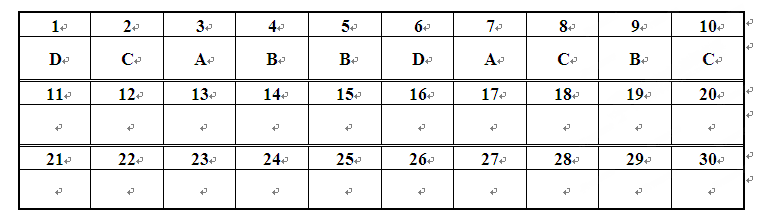 1 2 3 4 5 6 7 8 9 10
D C A B B D A C B C
11 12 13 14 15 16 17 18 19 20
21 22 23 24 25 26 27 28 29 30